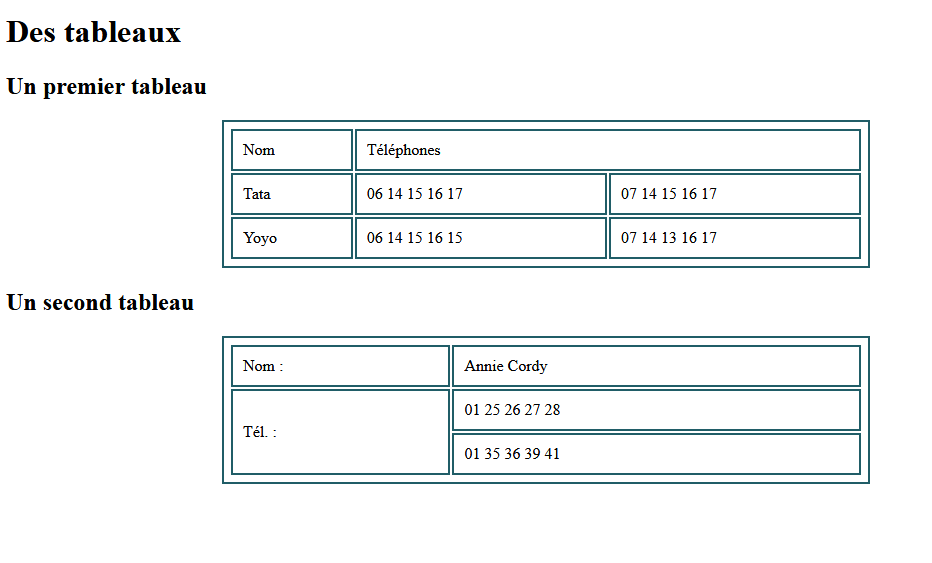 Des tableaux
Un premier tableau
Nom Téléphones
Tata 06 14 15 16 17 07 14 15 16 17
Yoyo 06 14 15 16 15 07 14 13 16 17
Un second tableau
Nom : Annie Cordy
Tél. : 01 25 26 27 28
01 35 36 39 41